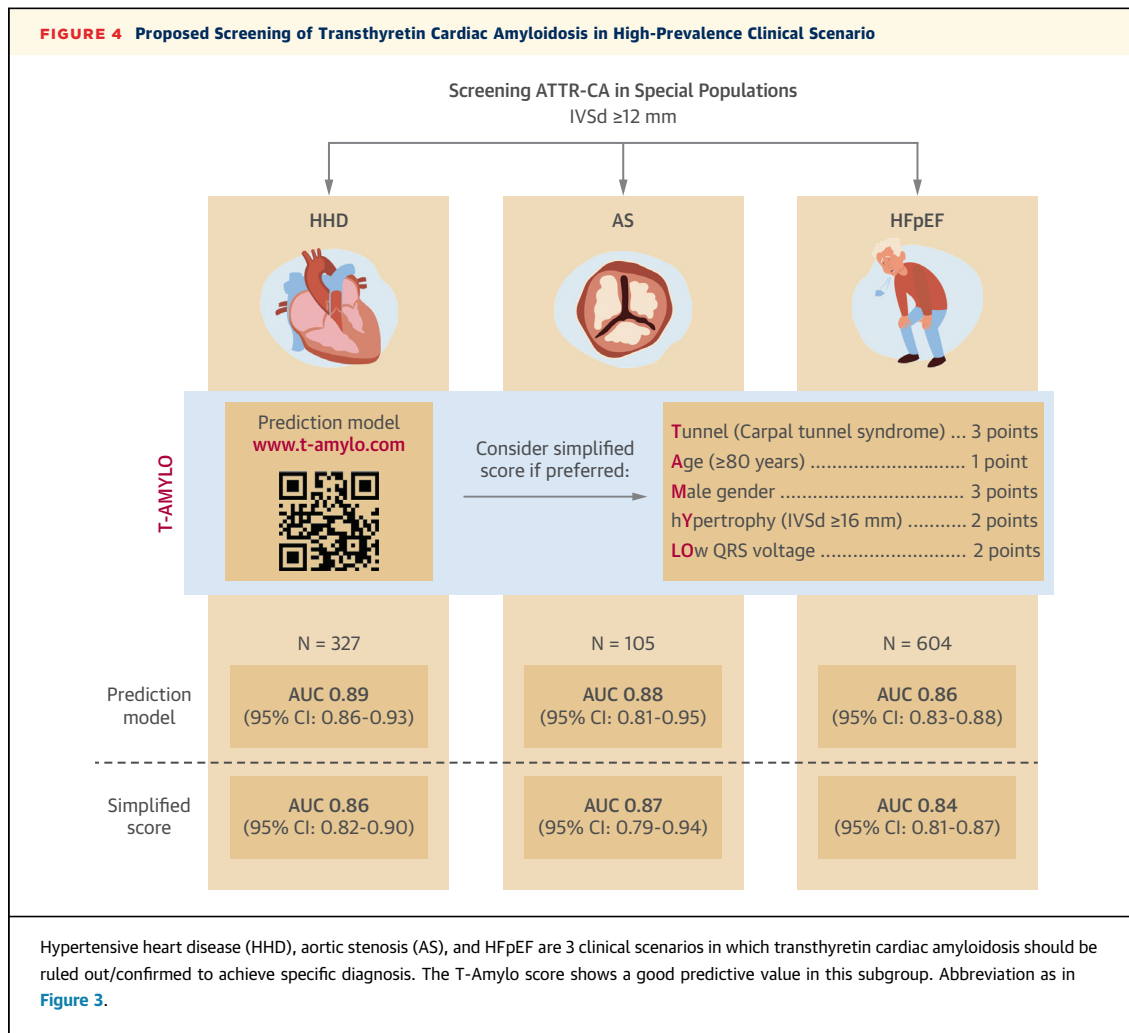 FIGURE 4 Proposed Screening of Transthyretin Cardiac Amyloidosis in High-Prevalence Clinical Scenario
Screening ATTR-CA in Special Populations
IVSd ≥12 mm
HHD
AS
HFpEF
T-AMYLO
Prediction model
www.t-amylo.com
Consider simplified
score if preferred:
Tunnel (Carpal tunnel syndrome) ... 3 points
Age (≥80 years) ............................. 1 point
Male gender ................................... 3 points
hYpertrophy (IVSd ≥16 mm) .......... 2 points
LOw QRS voltage ........................... 2 points
N = 327
N = 105
N = 604
Prediction
model
AUC 0.89
(95% CI: 0.86-0.93)
AUC 0.88
(95% CI: 0.81-0.95)
AUC 0.86
(95% CI: 0.83-0.88)
Simplified
score
AUC 0.86
(95% CI: 0.82-0.90)
AUC 0.87
(95% CI: 0.79-0.94)
AUC 0.84
(95% CI: 0.81-0.87)
Hypertensive heart disease (HHD), aortic stenosis (AS), and HFpEF are 3 clinical scenarios in which transthyretin cardiac amyloidosis should be
ruled out/confirmed to achieve specific diagnosis. The T-Amylo score shows a good predictive value in this subgroup. Abbreviation as in
Figure 3.